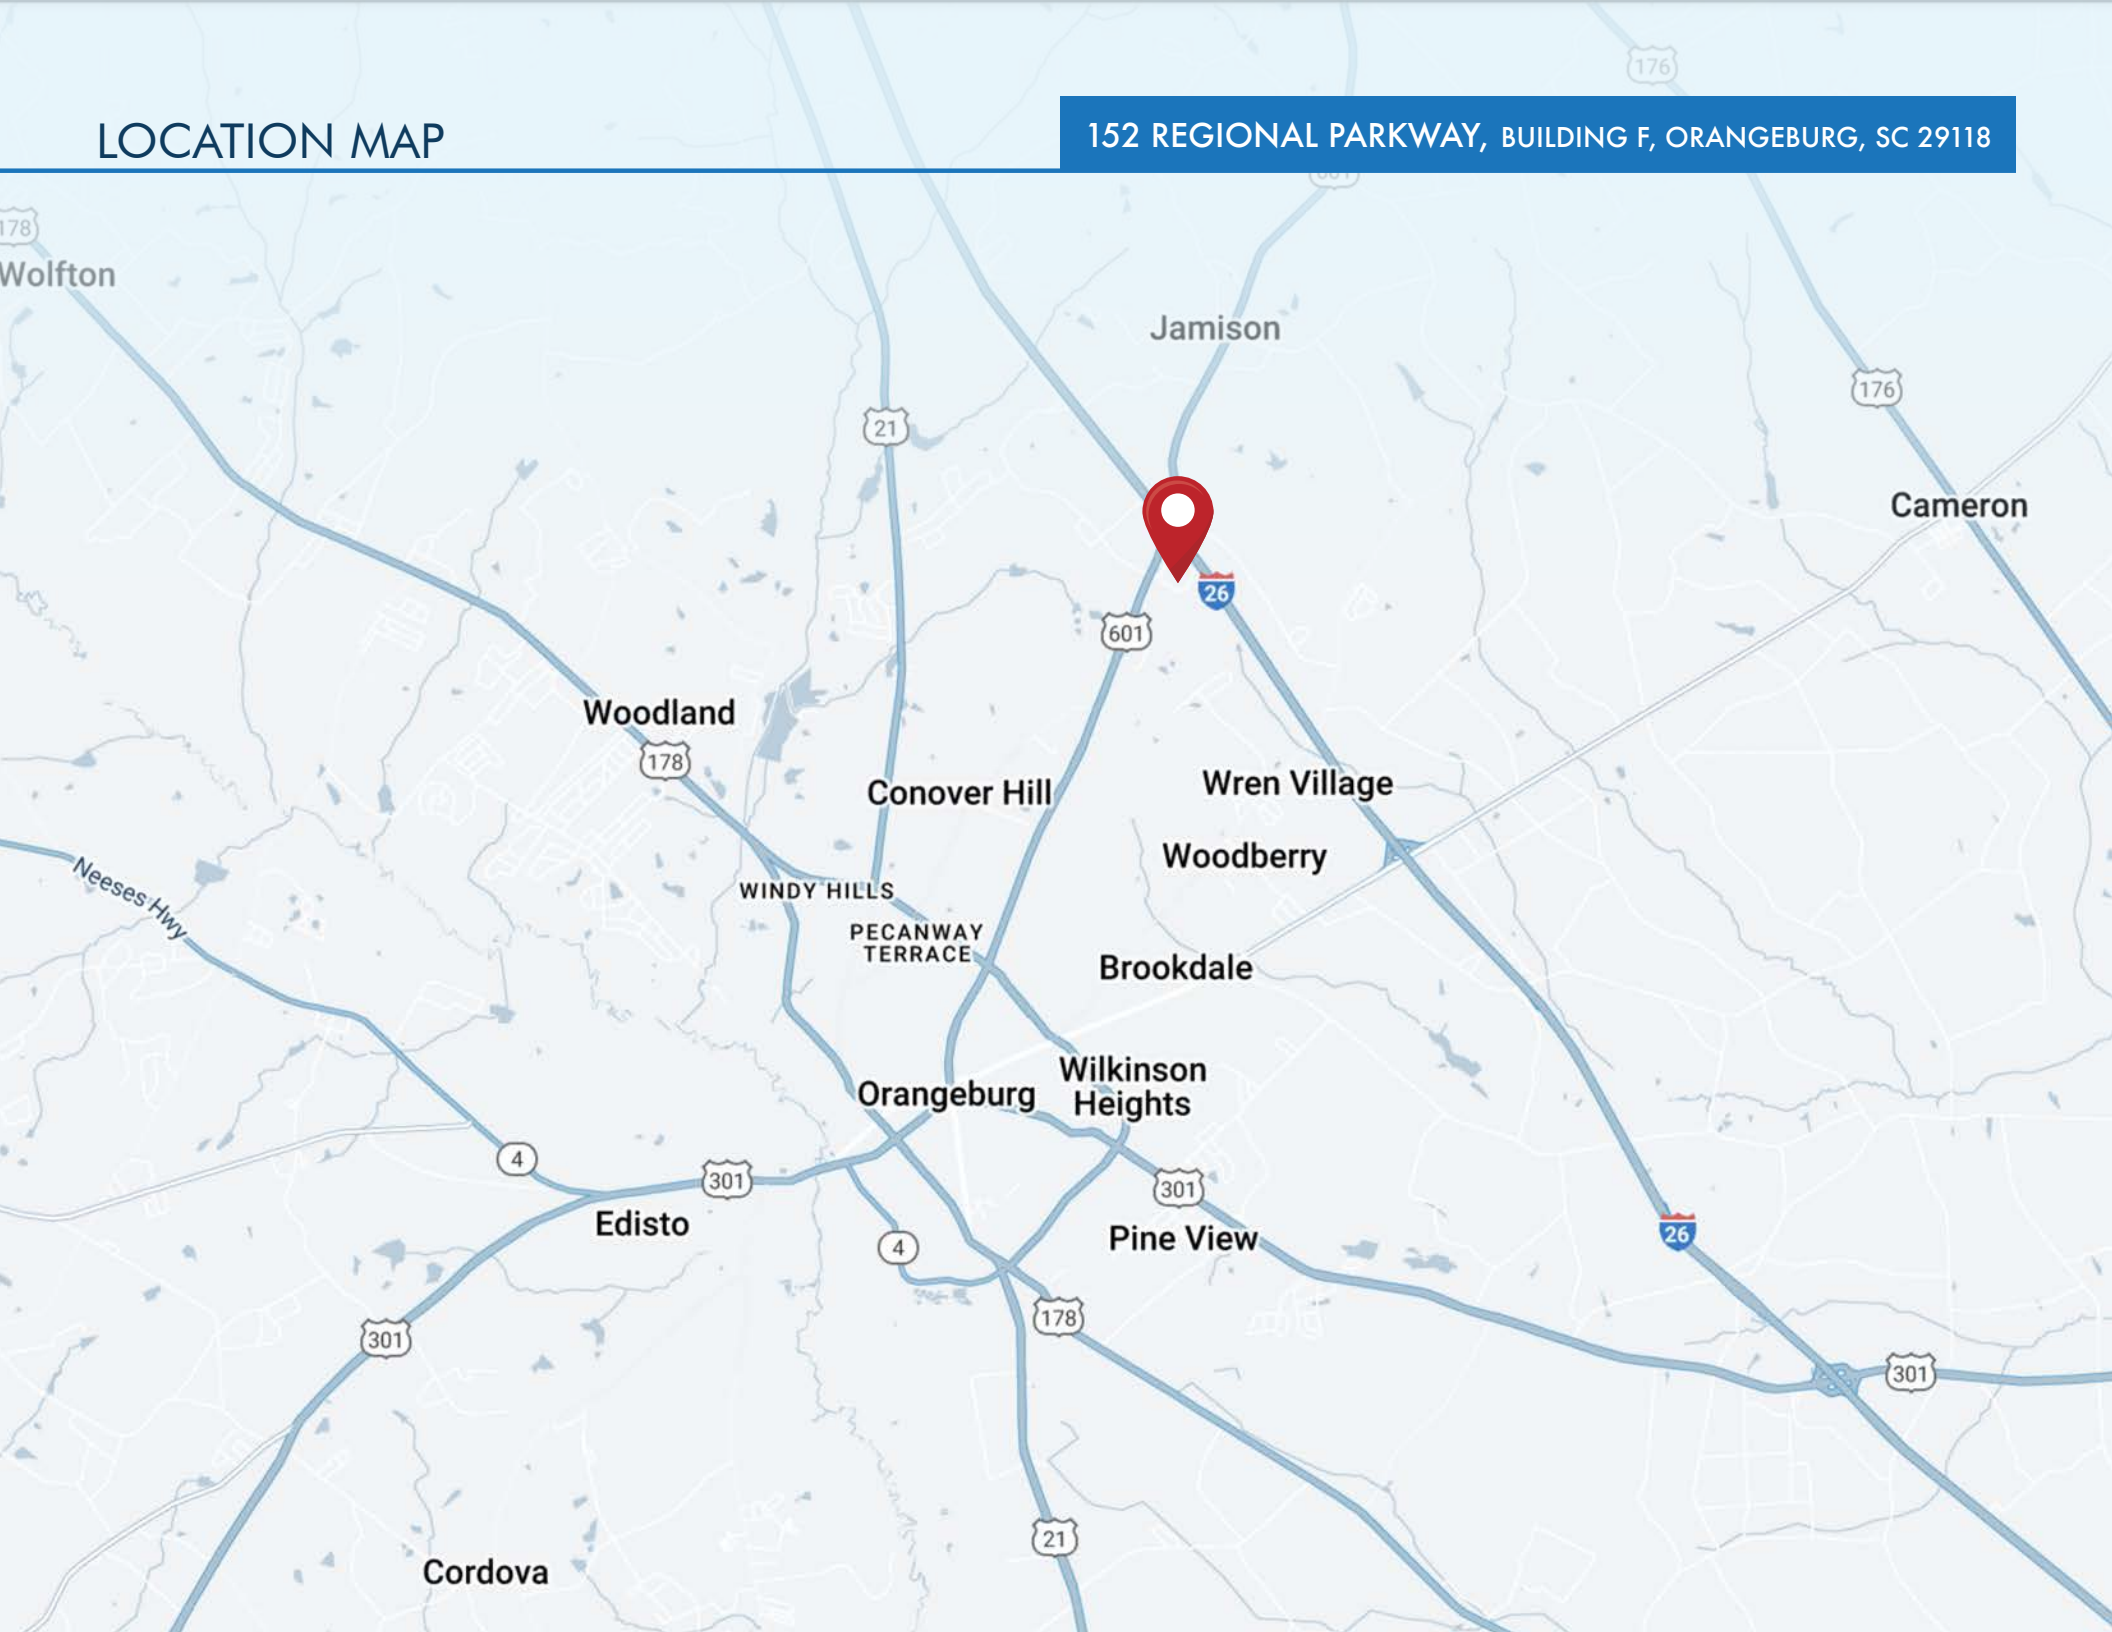 176
LOCATION MAP
152 REGIONAL PARKWAY, BUILDING F, ORANGEBURG, SC 29118
178
Wolfton
Jamison
176
21
Cameron
26
601
Woodland
178
Conover Hill
Wren Village
Woodberry
Neeses Hwy
WINDY HILLS
PECANWAY
TERRACE
Brookdale
Wilkinson
Heights
Orangeburg
4
301
301
Edisto
4
Pine View
26
178
301
301
21
Cordova